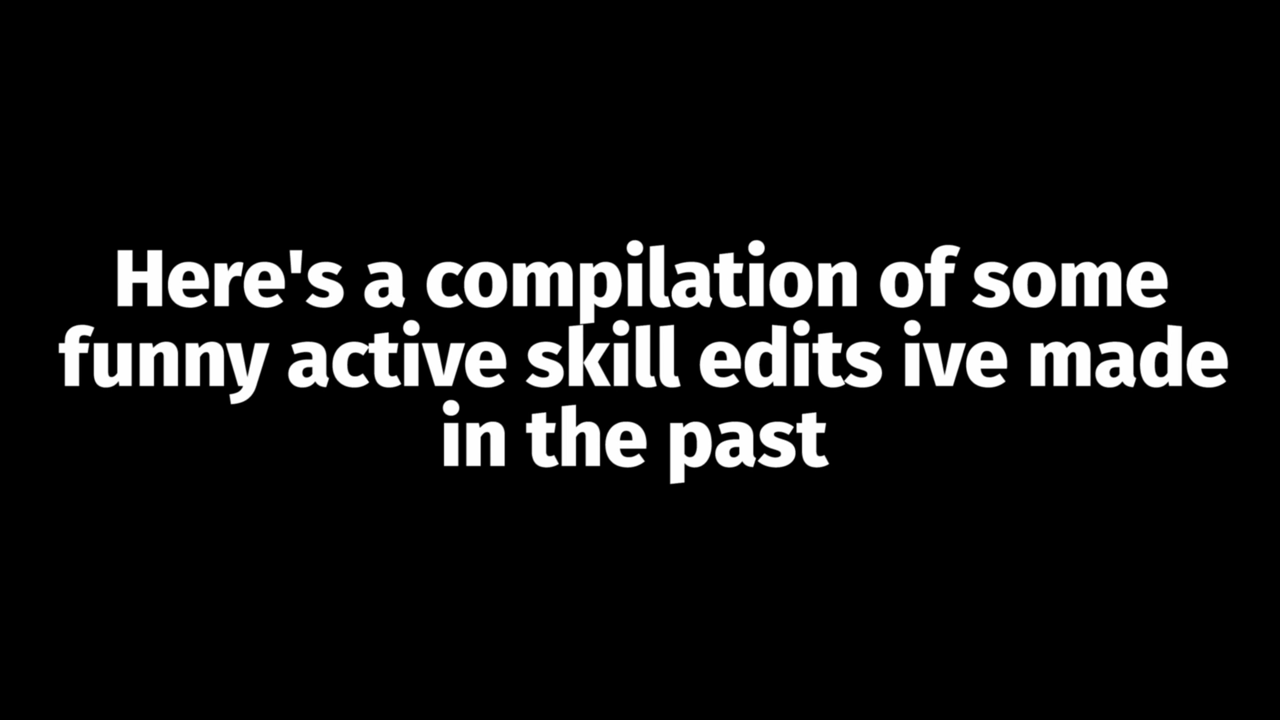 Here's a compilation of some
funny active skill edits ive made
in the past